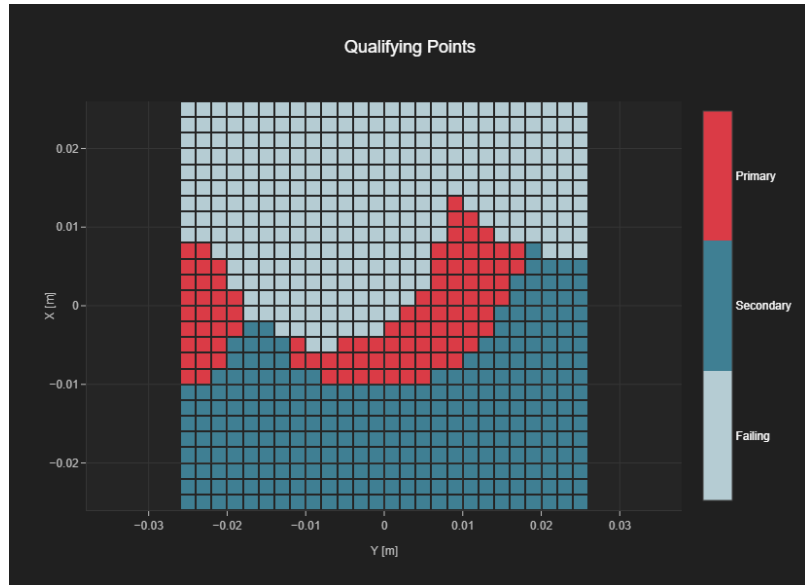 Qualifying Points
0.02
0.01
0
−0.01
−0.02
X [m]
−0.03
−0.02
−0.01
0
0.01
0.02
0.03
Y [m]
Primary
Secondary
Failing